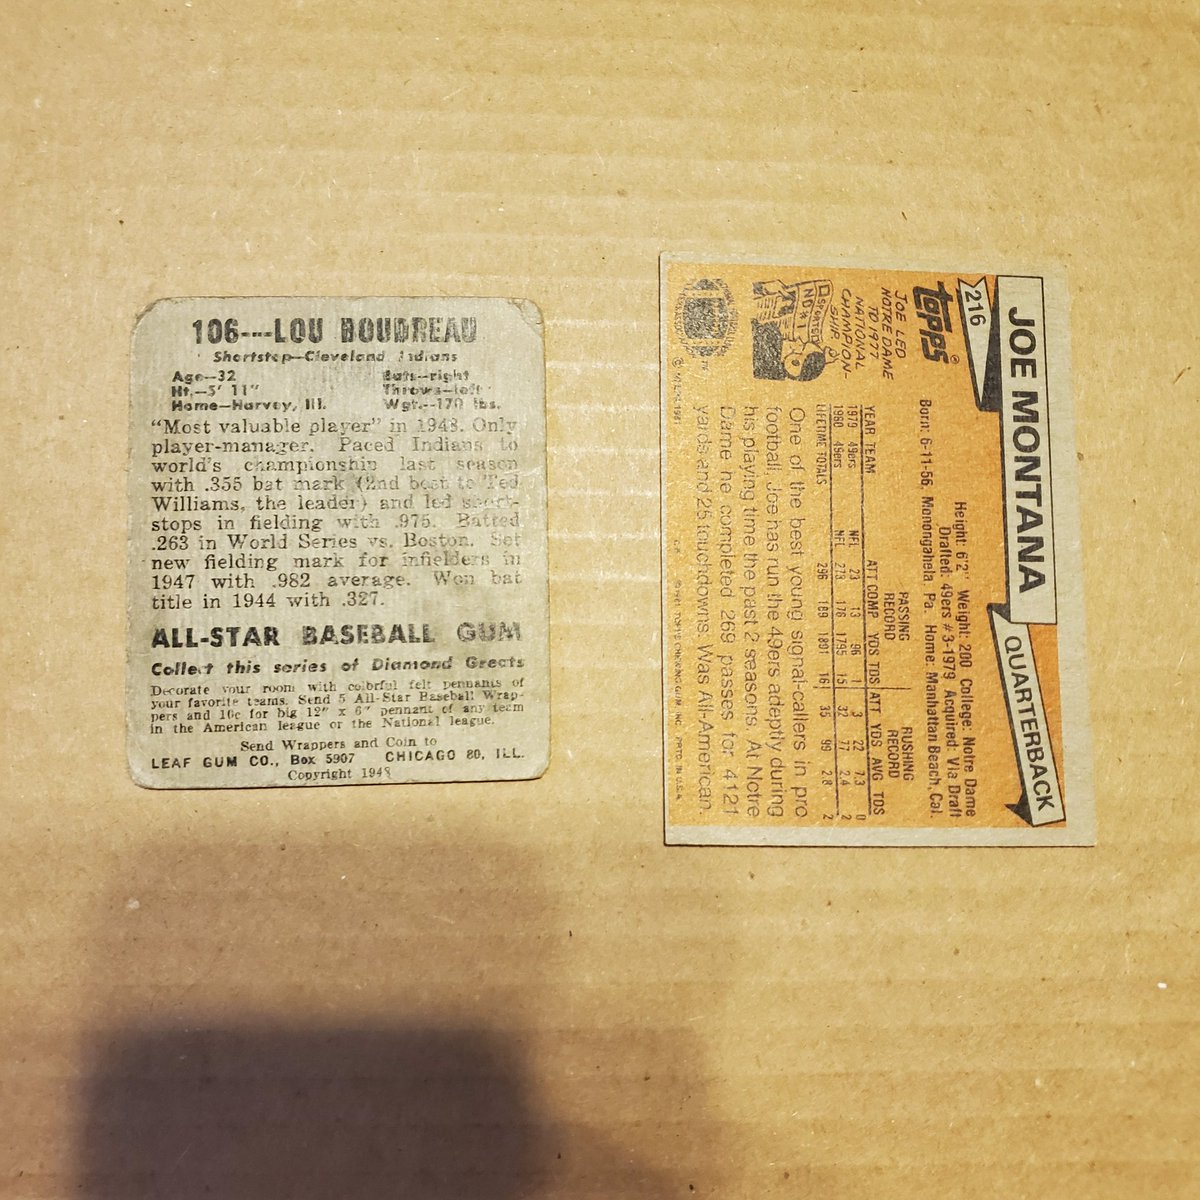 106---LOU BOUDREAU
Shortstop--Cleveland Indians
Age--32 Bats--right
Ht.--5' 11" Throws--left
Home--Harvey, Ill. Wgt.--170 lbs.
"Most valuable player" in 1948. Only
player-manager. Paced Indians to
world's championship last season
with .355 bat mark (2nd best to Ted
Williams, the leader) and led short-
stops in fielding with .975. Batted
.263 in World Series vs. Boston. Set
new fielding mark for infielders in
1947 with .982 average. Won bat
title in 1944 with .327.
ALL-STAR BASEBALL GUM
Collect this series of Diamond Greats
Decorate your room with colorful felt pennants of
your favorite teams. Send 5 All-Star Baseball Wrap-
pers and 10c for big 12" x 6" pennant of any team
in the American league or the National league.
Send Wrappers and Coin to
LEAF GUM CO., Box 5907 CHICAGO 80, ILL.
Copyright 1948
JOE MONTANA QUARTERBACK
216
Height: 6'2" Weight: 200 College: Notre Dame
Drafted: 49ers #3-1979 Acquired: Via Draft
Born: 6-11-56, Monongahela, Pa. Home: Manhattan Beach, Cal.
TOPPS®
JOE LED
NOTRE DAME
TO 1977
NATIONAL
CHAMPION-
SHIP.
SPORTS
NO#1
PASSING RUSHING
RECORD RECORD
YEAR TEAM ATT COMP YDS TDS ATT YDS AVG TDS
1979 49ers NFL 23 13 96 1 3 22 7.3 0
1980 49ers NFL 273 176 1795 15 32 77 2.4 2
LIFETIME TOTALS 296 189 1891 16 35 99 2.8 2
One of the best young signal-callers in pro
football, Joe has run the 49ers adeptly during
his playing time the past 2 seasons. At Notre
Dame he completed 269 passes for 4121
yards and 25 touchdowns. Was All-American.
©1981 TOPPS CHEWING GUM, INC. PRTD. IN U.S.A.